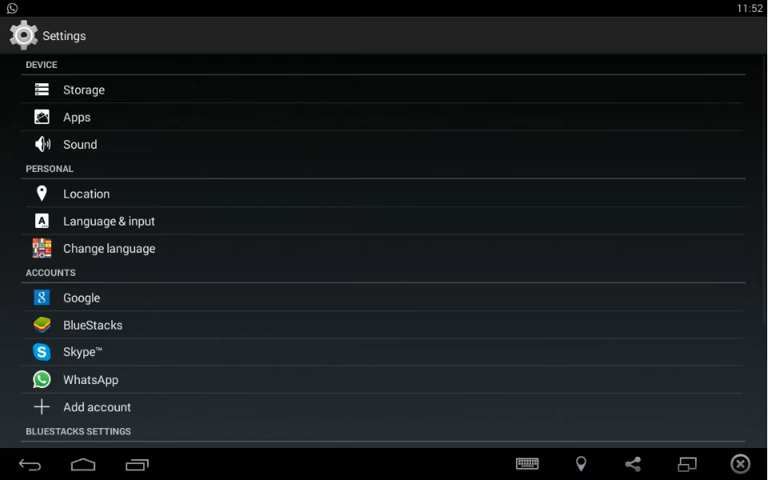 11:52
Settings
DEVICE
Storage
Apps
Sound
PERSONAL
Location
A
Language & input
Change language
ACCOUNTS
8
Google
BlueStacks
S
Skype™
WhatsApp
Add account
BLUESTACKS SETTINGS